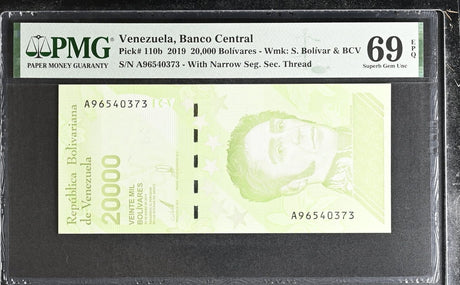 PMG
PAPER MONEY GUARANTY
Venezuela, Banco Central
Pick# 110b 2019 20,000 Bolívares - Wmk: S. Bolívar & BCV
S/N A96540373 - With Narrow Seg. Sec. Thread
69 EPQ
Superb Gem Unc
A96540373
República Bolivariana
de Venezuela
20000
VEINTE MIL
BOLÍVARES
A96540373